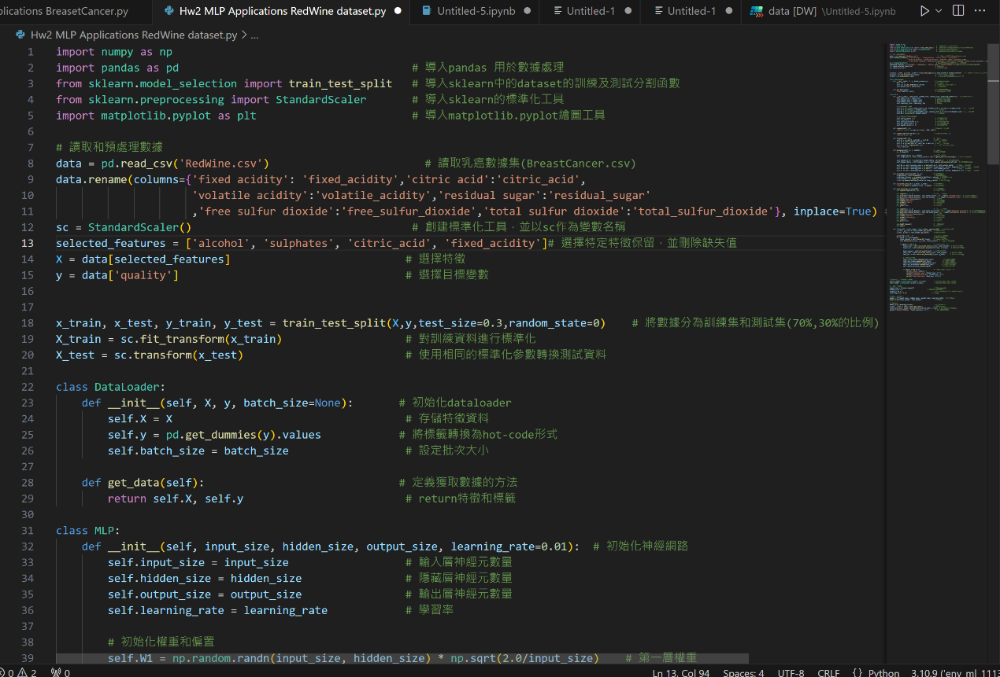 plications BreasetCancer.py
Hw2 MLP Applications RedWine dataset.py
Untitled-5.ipynb
Untitled-1
Untitled-1
data [DW] \Untitled-5.ipynb
Hw2 MLP Applications RedWine dataset.py > ...
1 import numpy as np
2 import pandas as pd # 導入pandas 用於數據處理
3 from sklearn.model_selection import train_test_split # 導入sklearn中的dataset的訓練及測試分割函數
4 from sklearn.preprocessing import StandardScaler # 導入sklearn的標準化工具
5 import matplotlib.pyplot as plt # 導入matplotlib.pyplot繪圖工具
6
7 # 讀取和預處理數據
8 data = pd.read_csv('RedWine.csv') # 讀取乳癌數據集(BreastCancer.csv)
9 data.rename(columns={'fixed acidity': 'fixed_acidity','citric acid':'citric_acid',
10 'volatile acidity':'volatile_acidity','residual sugar':'residual_sugar'
11 ,'free sulfur dioxide':'free_sulfur_dioxide','total sulfur dioxide':'total_sulfur_dioxide'}, inplace=True)
12 sc = StandardScaler() # 創建標準化工具，並以sc作為變數名稱
13 selected_features = ['alcohol', 'sulphates', 'citric_acid', 'fixed_acidity']# 選擇特定特徵保留，並刪除缺失值
14 X = data[selected_features] # 選擇特徵
15 y = data['quality'] # 選擇目標變數
16
17
18 x_train, x_test, y_train, y_test = train_test_split(X,y,test_size=0.3,random_state=0) # 將數據分為訓練集和測試集(70%,30%的比例)
19 X_train = sc.fit_transform(x_train) # 對訓練資料進行標準化
20 X_test = sc.transform(x_test) # 使用相同的標準化參數轉換測試資料
21
22 class DataLoader:
23 def __init__(self, X, y, batch_size=None): # 初始化dataloader
24 self.X = X # 存儲特徵資料
25 self.y = pd.get_dummies(y).values # 將標籤轉換為hot-code形式
26 self.batch_size = batch_size # 設定批次大小
27
28 def get_data(self): # 定義獲取數據的方法
29 return self.X, self.y # return特徵和標籤
30
31 class MLP:
32 def __init__(self, input_size, hidden_size, output_size, learning_rate=0.01): # 初始化神經網路
33 self.input_size = input_size # 輸入層神經元數量
34 self.hidden_size = hidden_size # 隱藏層神經元數量
35 self.output_size = output_size # 輸出層神經元數量
36 self.learning_rate = learning_rate # 學習率
37
38 # 初始化權重和偏置
39 self.W1 = np.random.randn(input_size, hidden_size) * np.sqrt(2.0/input_size) # 第一層權重
0 2 0 Ln 13, Col 94 Spaces: 4 UTF-8 CRLF {} Python 3.10.9 ('env_ml_111